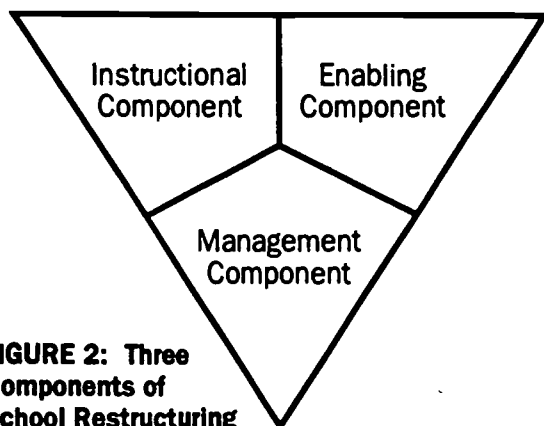 Instructional
Component
Enabling
Component
Management
Component
IGURE 2: Three
omponents of
chool Restructuring